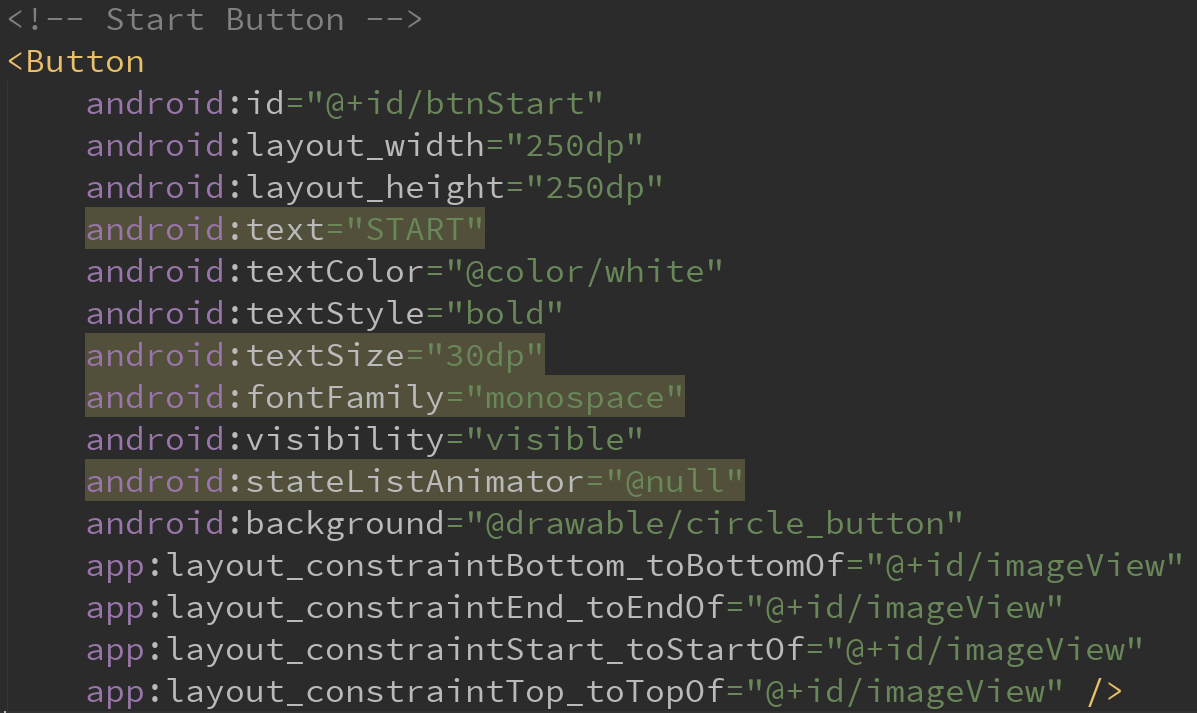 <!-- Start Button -->
<Button
    android:id="@+id/btnStart"
    android:layout_width="250dp"
    android:layout_height="250dp"
    android:text="START"
    android:textColor="@color/white"
    android:textStyle="bold"
    android:textSize="30dp"
    android:fontFamily="monospace"
    android:visibility="visible"
    android:stateListAnimator="@null"
    android:background="@drawable/circle_button"
    app:layout_constraintBottom_toBottomOf="@+id/imageView"
    app:layout_constraintEnd_toEndOf="@+id/imageView"
    app:layout_constraintStart_toStartOf="@+id/imageView"
    app:layout_constraintTop_toTopOf="@+id/imageView" />